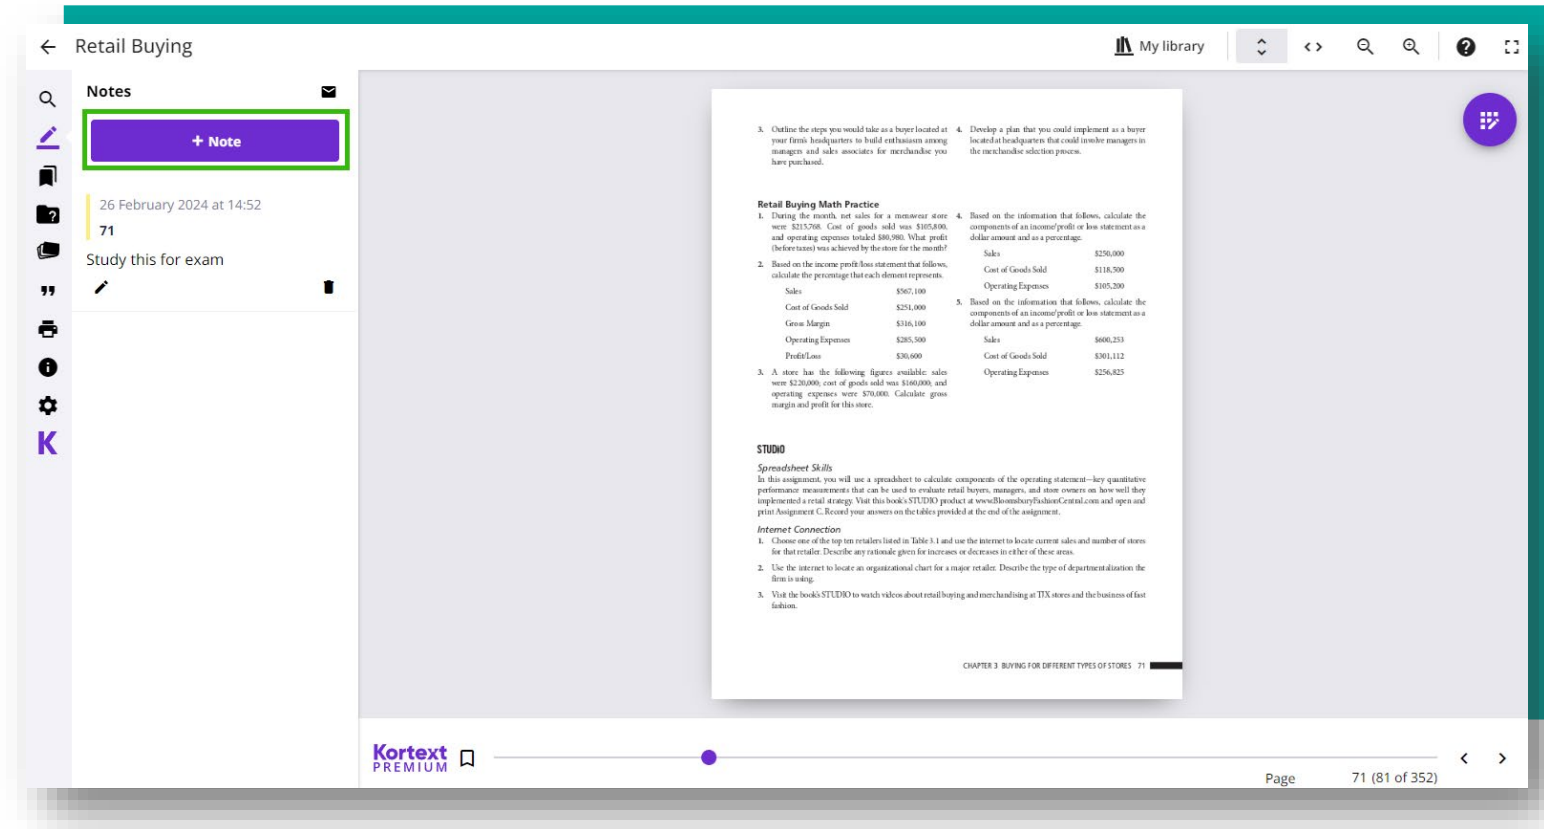 Retail Buying
My library
Notes
+ Note
26 February 2024 at 14:52
71
Study this for exam
3. Outline the steps you would take as a buyer located at
your firm's headquarters to build enthusiasm among
managers and sales associates for merchandise you
have purchased.
4. Develop a plan that you could implement as a buyer
located at headquarters that could involve managers in
the merchandise selection process.
Retail Buying Math Practice
1. During the month, net sales for a menswear store
were $215,768. Cost of goods sold was $105,800,
and operating expenses totaled $80,980. What profit
(before taxes) was achieved by the store for the month?
2. Based on the income profit/loss statement that follows,
calculate the percentage that each element represents.
Sales $567,100
Cost of Goods Sold $251,000
Gross Margin $316,100
Operating Expenses $285,500
Profit/Loss $30,600
3. A store has the following figures available: sales
were $220,000; cost of goods sold was $160,000, and
operating expenses were $70,000. Calculate gross
margin and profit for this store.
4. Based on the information that follows, calculate the
components of an income/profit or loss statement as a
dollar amount and as a percentage.
Sales $250,000
Cost of Goods Sold $118,500
Operating Expenses $105,200
5. Based on the information that follows, calculate the
components of an income/profit or loss statement as a
dollar amount and as a percentage.
Sales $600,253
Cost of Goods Sold $301,112
Operating Expenses $256,825
STUDIO
Spreadsheet Skills
In this assignment, you will use a spreadsheet to calculate components of the operating statement—key quantitative
performance measurements that can be used to evaluate retail buyers, managers, and store owners on how well they
implemented a retail strategy. Visit this book's STUDIO product at www.BloomsburyFashionCentral.com and open and
print Assignment C. Record your answers on the tables provided at the end of the assignment.
Internet Connection
1. Choose one of the top ten retailers listed in Table 3.1 and use the internet to locate current sales and number of stores
for that retailer. Describe any rationale given for increases or decreases in either of these areas.
2. Use the internet to locate an organizational chart for a major retailer. Describe the type of departmentalization the
firm is using.
3. Visit the book's STUDIO to watch videos about retail buying and merchandising at TJX stores and the business of fast
fashion.
CHAPTER 3 BUYING FOR DIFFERENT TYPES OF STORES 71
K
Kortext
PREMIUM
Page 71 (81 of 352)